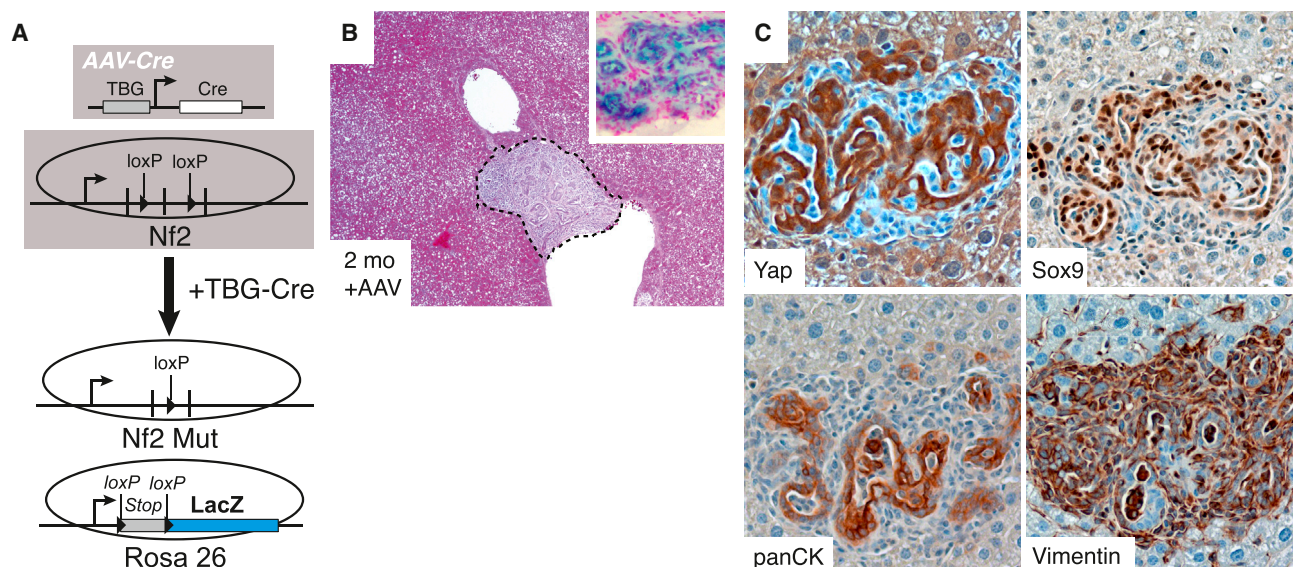 A
AAV-Cre
TBG
Cre
loxP loxP
Nf2
+TBG-Cre
loxP
Nf2 Mut
loxP loxP
Stop
LacZ
Rosa 26
B
2 mo
+AAV
C
Yap
Sox9
panCK
Vimentin